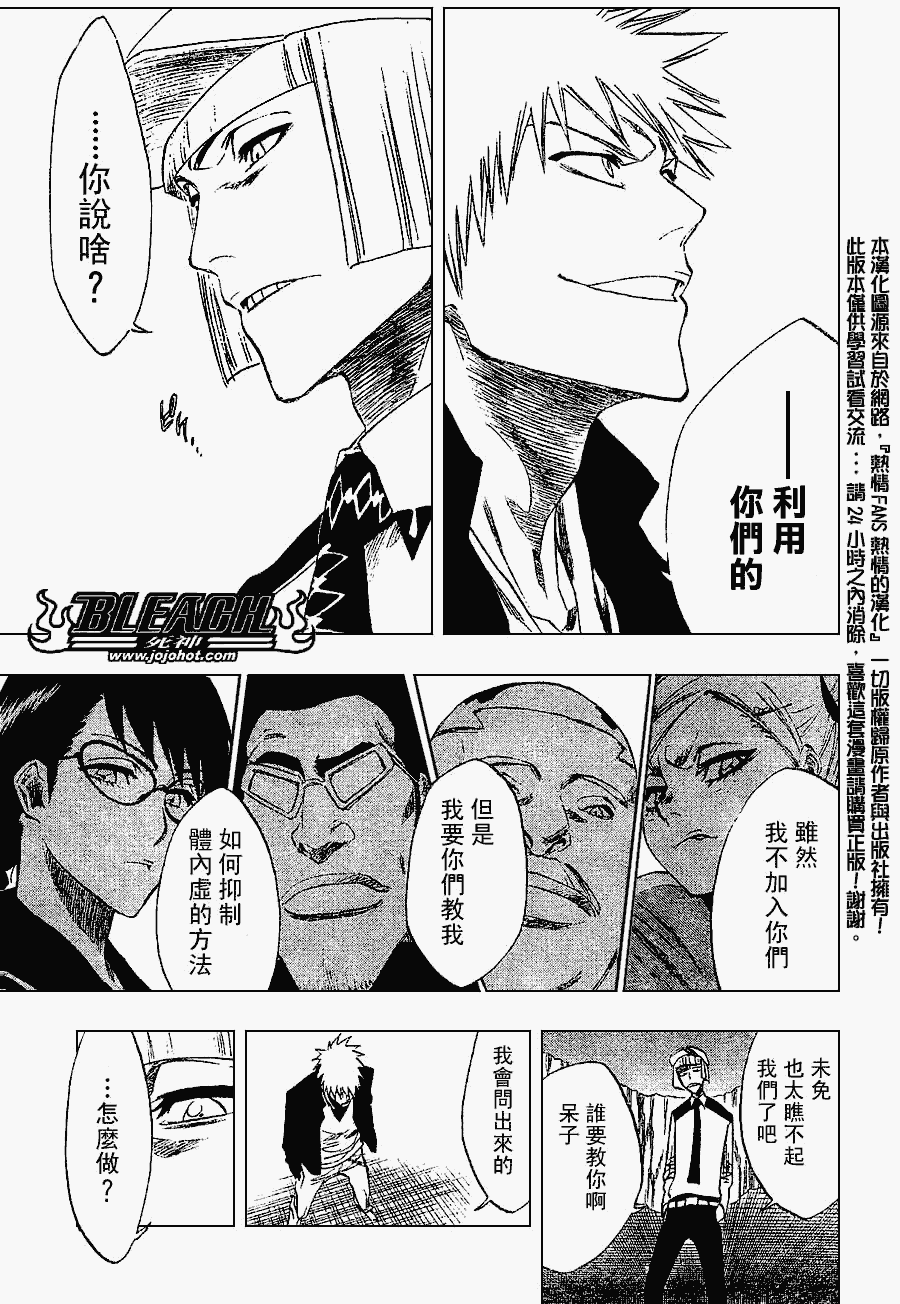 ——利用
你們的
……你說啥？
雖然
我不加入你們
但是
我要你們教我
如何抑制
體內虛的方法
未免
也太瞧不起
我們了吧
誰要教你啊
呆子
我會問出來的
…怎麼做？
BLEACH
死神
www.jojohot.com
本漢化圖源來自於網路，『熱情FANS熱情的漢化』一切版權歸原作者與出版社擁有！
此版本僅供學習試看交流…請24小時之內消除，喜歡這套漫畫請購買正版！謝謝。